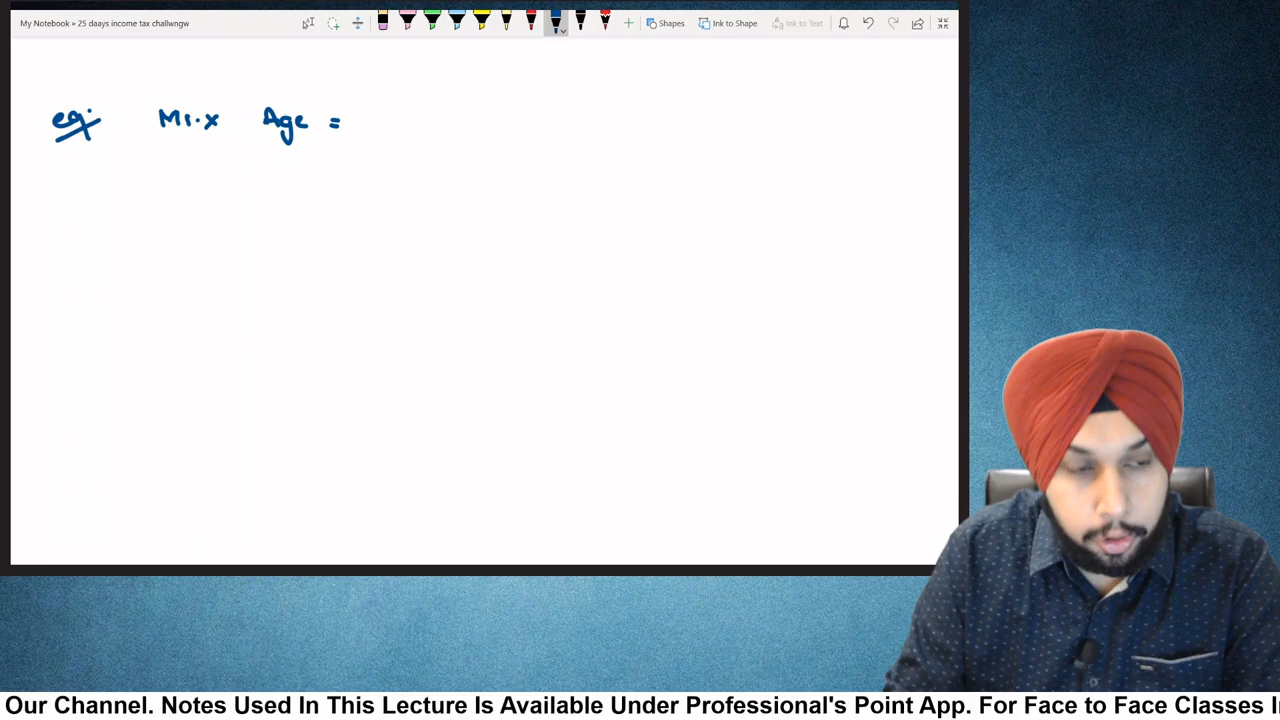 My Notebook » 25 daays income tax challwngw
Shapes Ink to Shape Ink to Text
eg: Mr. X Age =
Our Channel. Notes Used In This Lecture Is Available Under Professional's Point App. For Face to Face Classes I